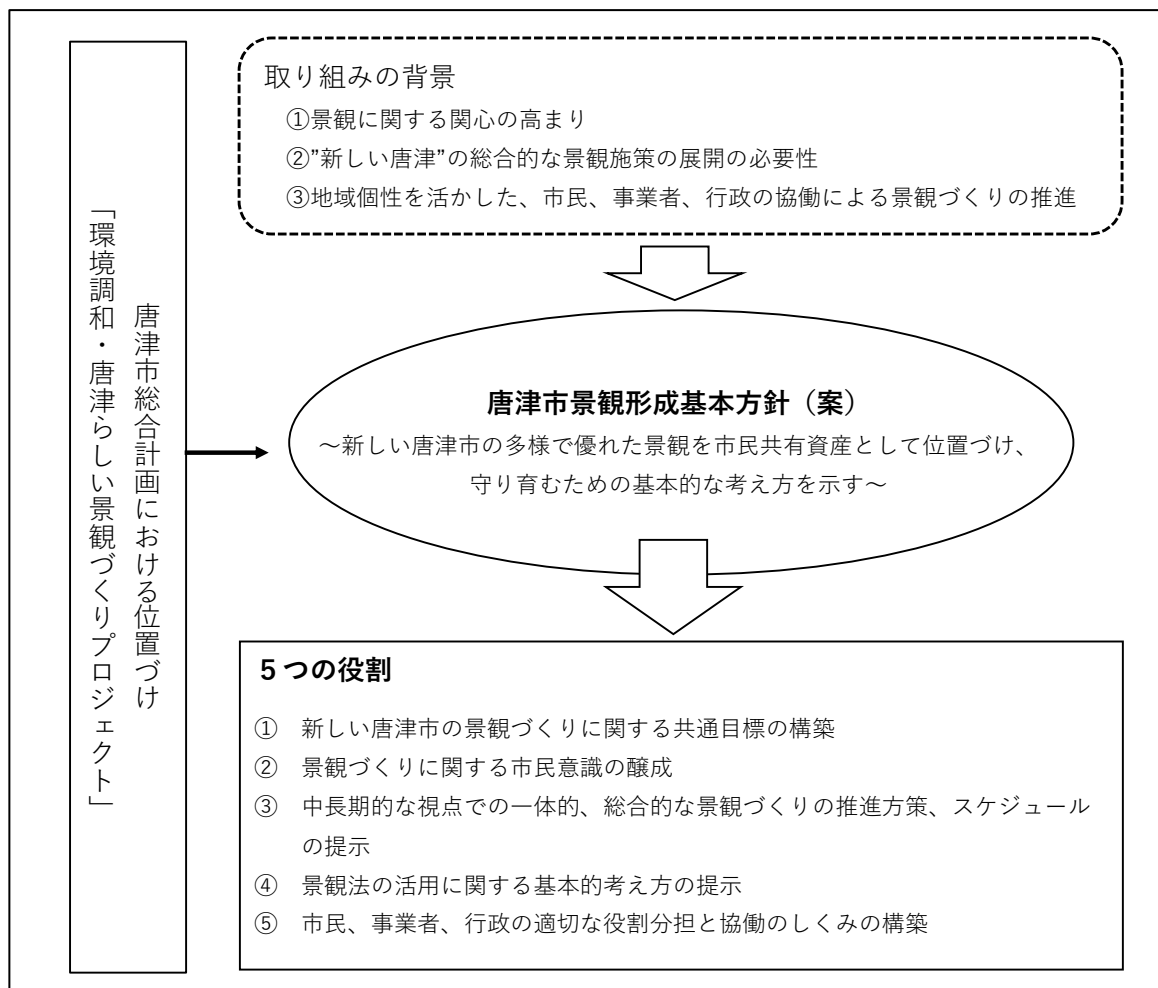 唐津市総合計画における位置づけ
「環境調和・唐津らしい景観づくりプロジェクト」
取り組みの背景
①景観に関する関心の高まり
②”新しい唐津”の総合的な景観施策の展開の必要性
③地域個性を活かした、市民、事業者、行政の協働による景観づくりの推進
唐津市景観形成基本方針（案）
～新しい唐津市の多様で優れた景観を市民共有資産として位置づけ、
守り育むための基本的な考え方を示す～
5つの役割
① 新しい唐津市の景観づくりに関する共通目標の構築
② 景観づくりに関する市民意識の醸成
③ 中長期的な視点での一体的、総合的な景観づくりの推進方策、スケジュール
の提示
④ 景観法の活用に関する基本的考え方の提示
⑤ 市民、事業者、行政の適切な役割分担と協働のしくみの構築